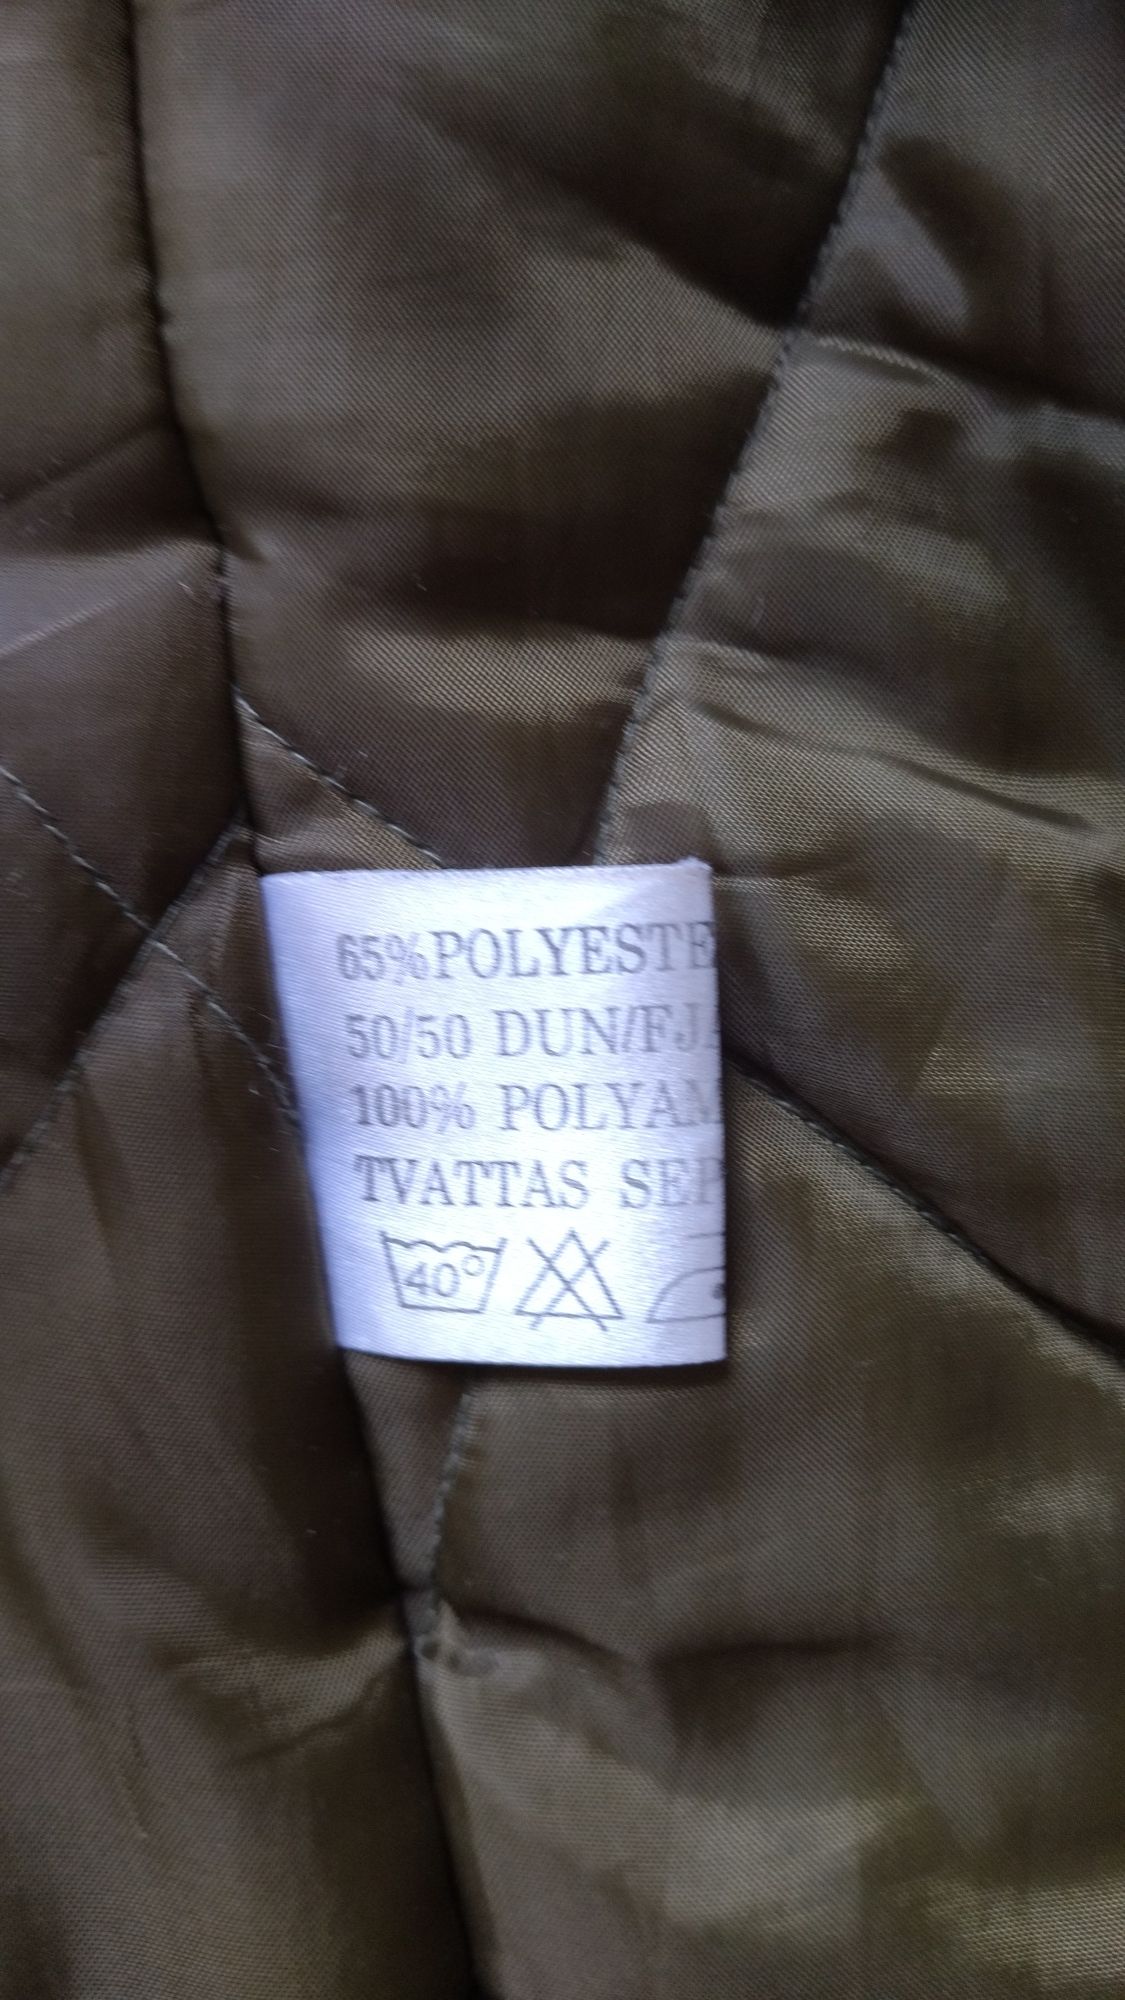 65%POLYESTE
50/50 DUN/FJ
100% POLYAM
TVATTAS SEP
40°